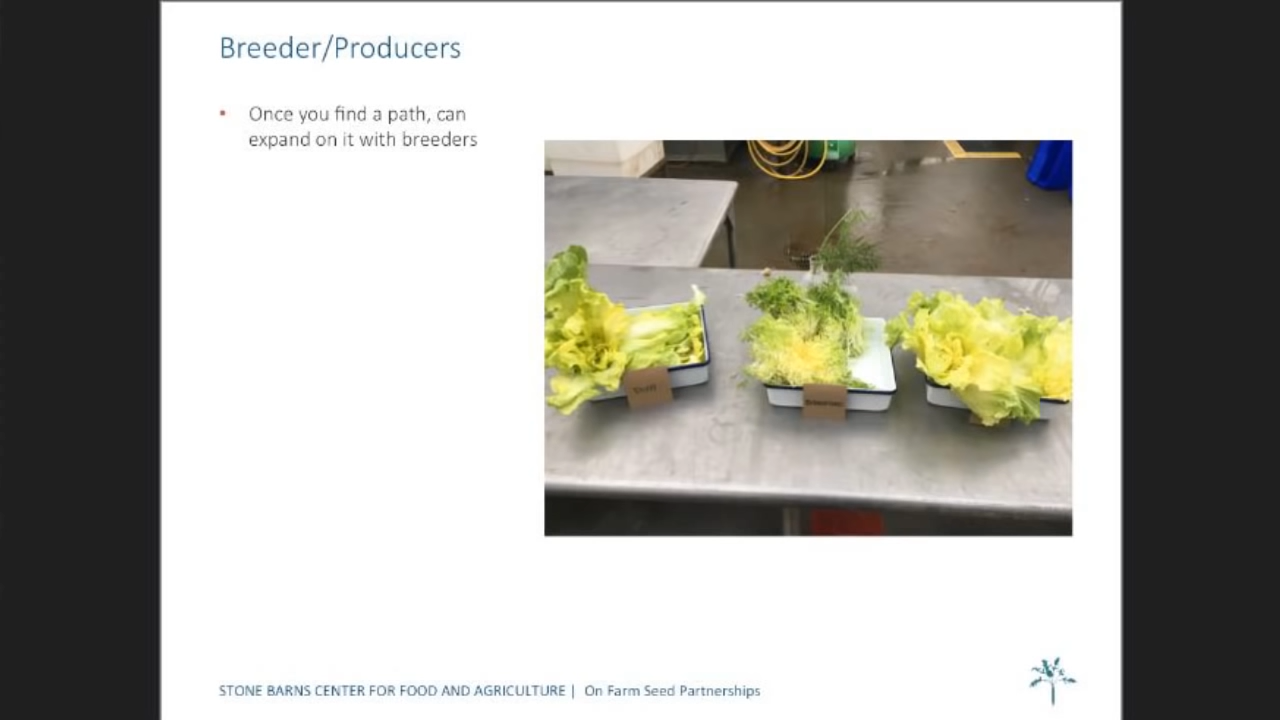 Breeder/Producers
• Once you find a path, can
expand on it with breeders
STONE BARNS CENTER FOR FOOD AND AGRICULTURE | On Farm Seed Partnerships